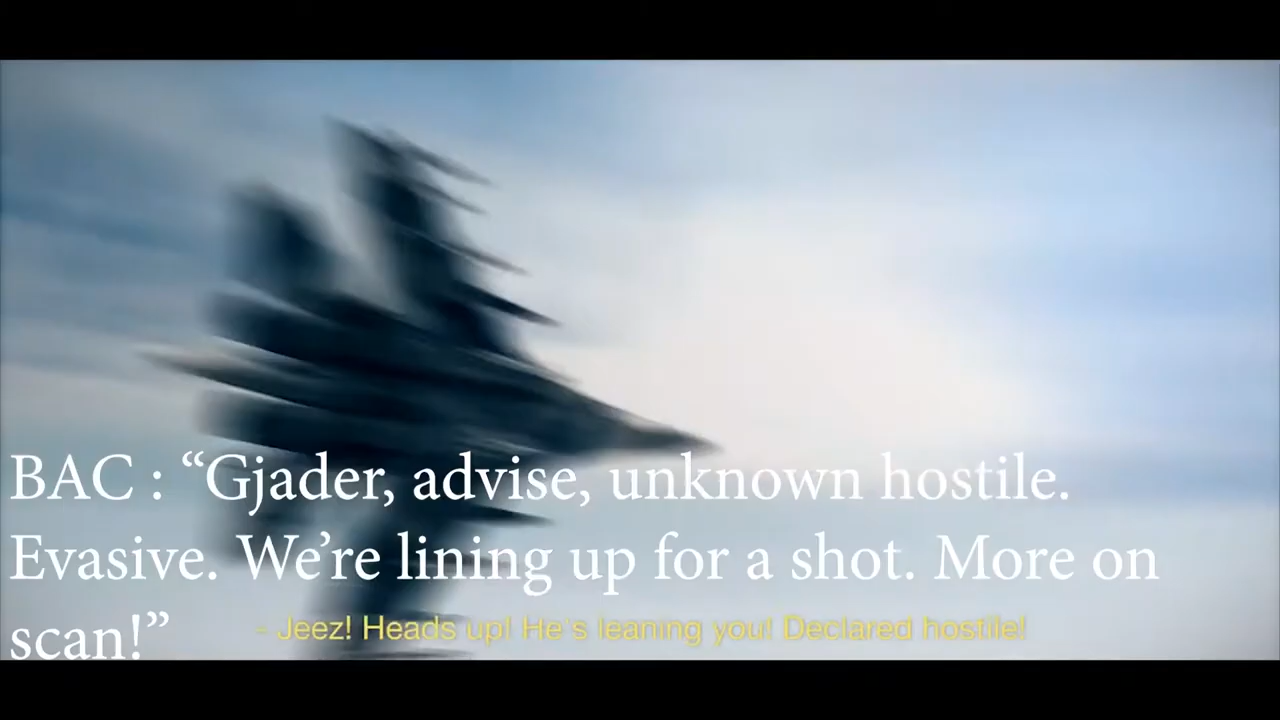 BAC : “Gjader, advise, unknown hostile.
Evasive. We’re lining up for a shot. More on
scan!”
- Jeez! Heads up! He's leaning you! Declared hostile!